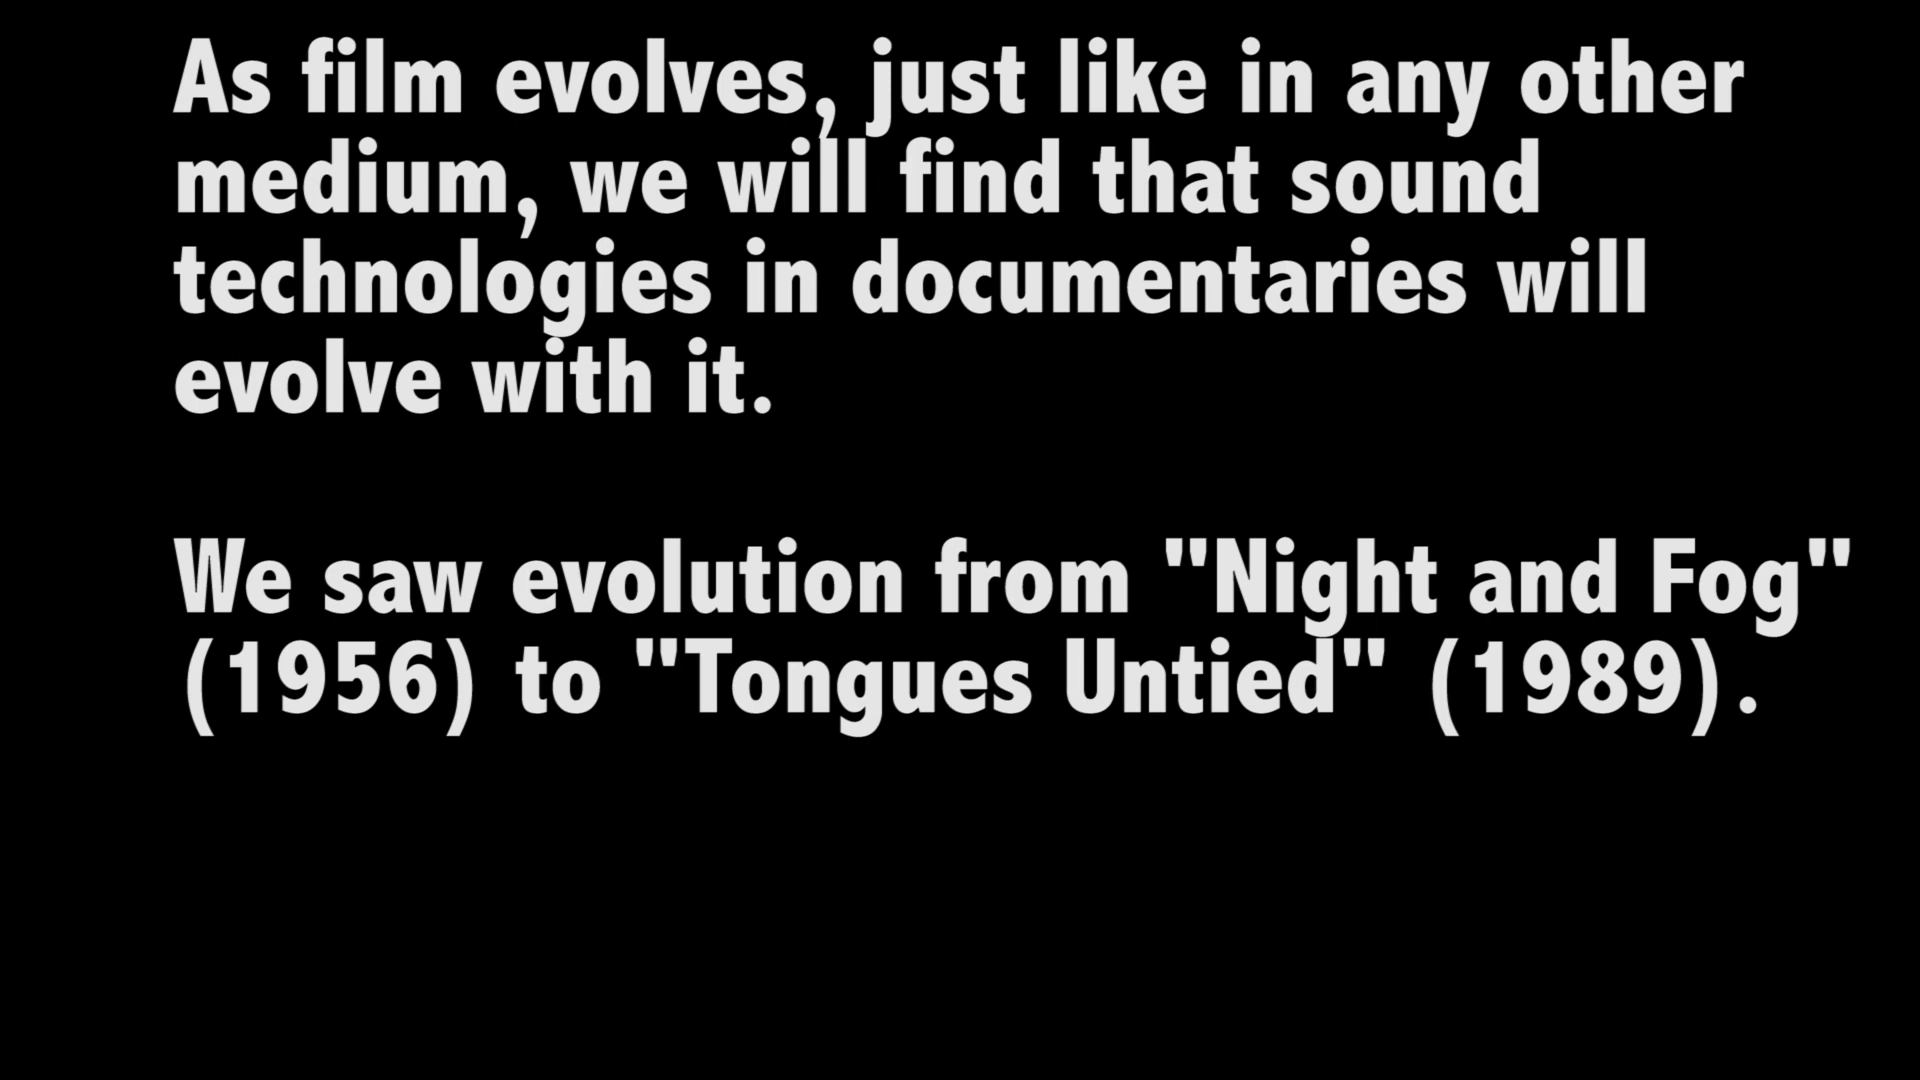 As film evolves, just like in any other
medium, we will find that sound
technologies in documentaries will
evolve with it.
We saw evolution from "Night and Fog"
(1956) to "Tongues Untied" (1989).